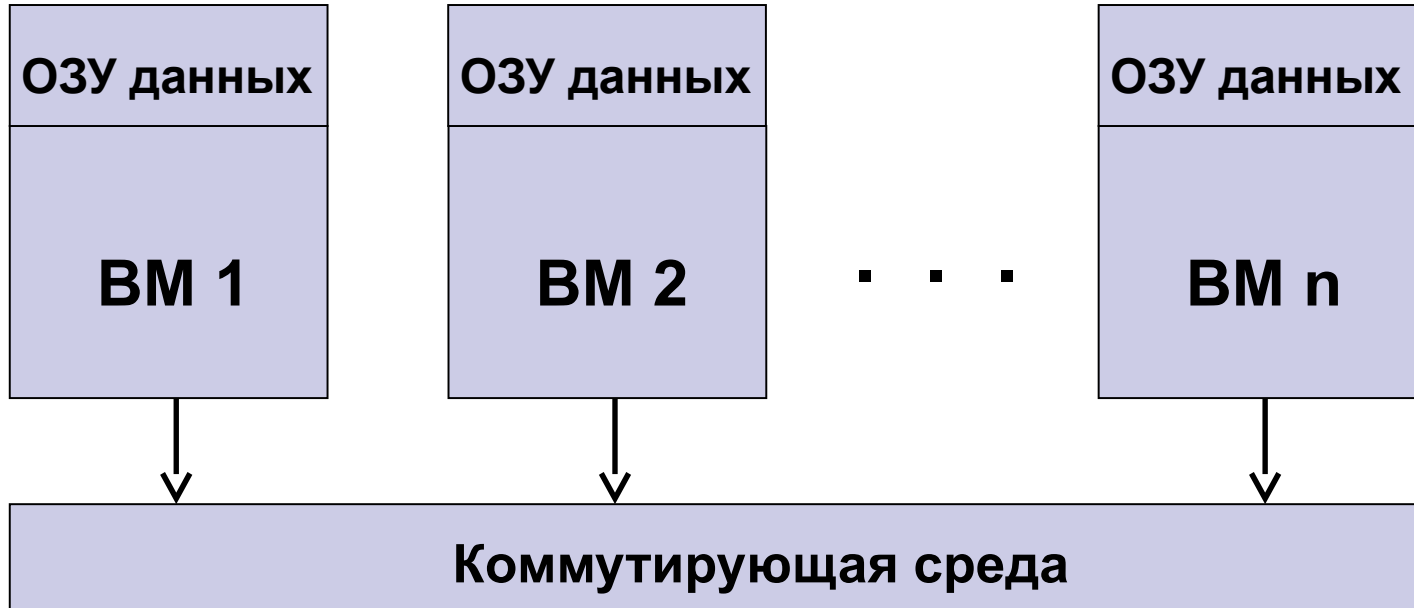 ОЗУ данных ОЗУ данных ОЗУ данных
ВМ 1 ВМ 2 . . . ВМ n
Коммутирующая среда